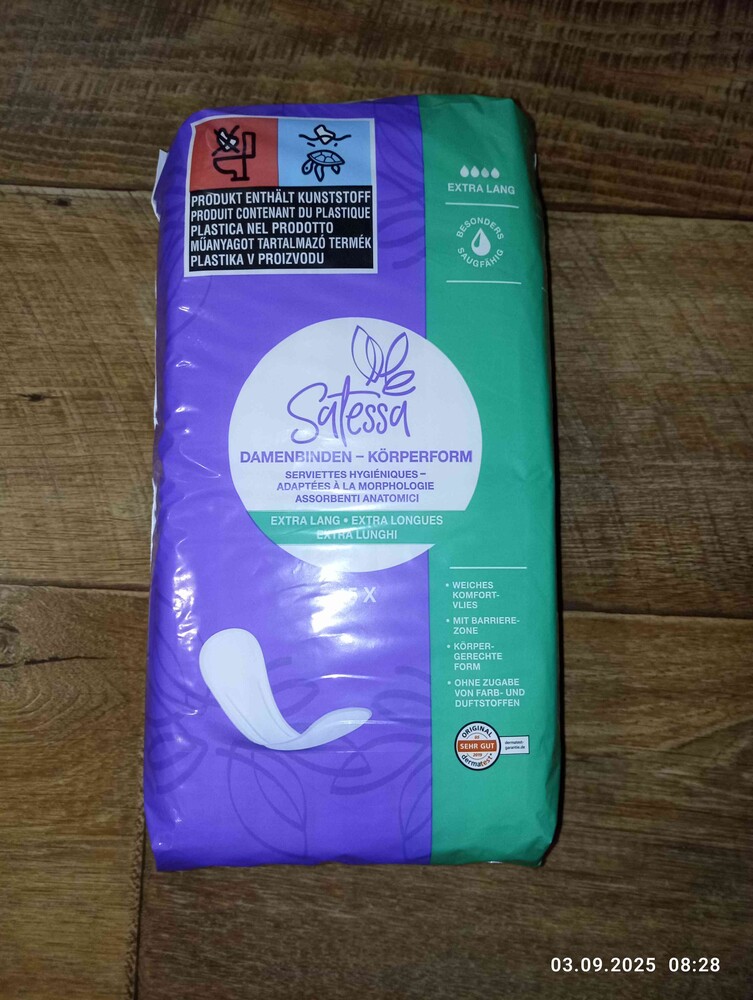 PRODUKT ENTHÄLT KUNSTSTOFF
PRODUIT CONTENANT DU PLASTIQUE
PLASTICA NEL PRODOTTO
MŰANYAGOT TARTALMAZÓ TERMÉK
PLASTIKA V PROIZVODU
EXTRA LANG
BESONDERS
SAUGFÄHIG
Satessa
DAMENBINDEN – KÖRPERFORM
SERVIETTES HYGIÉNIQUES –
ADAPTÉES À LA MORPHOLOGIE
ASSORBENTI ANATOMICI
EXTRA LANG • EXTRA LONGUES
EXTRA LUNGHI
X
• WEICHES
KOMFORT-
VLIES
• MIT BARRIERE-
ZONE
• KÖRPER-
GERECHTE
FORM
• OHNE ZUGABE
VON FARB- UND
DUFTSTOFFEN
ORIGINAL
SEHR GUT
dermatest
03.09.2025 08:28